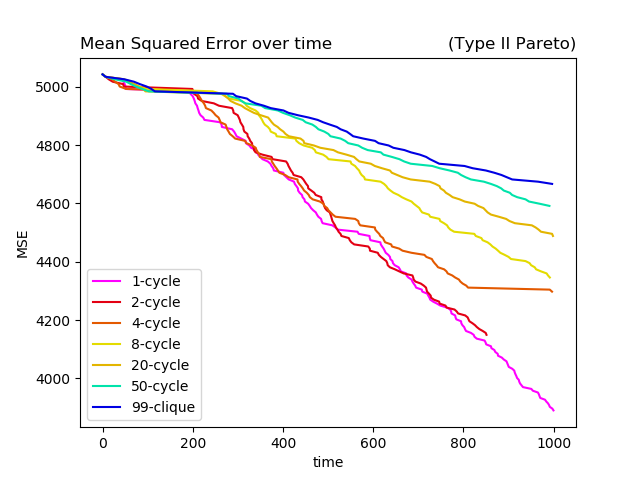 Mean Squared Error over time (Type II Pareto)
5000
4800
4600
4400
4200
4000
MSE
1-cycle
2-cycle
4-cycle
8-cycle
20-cycle
50-cycle
99-clique
0 200 400 600 800 1000
time